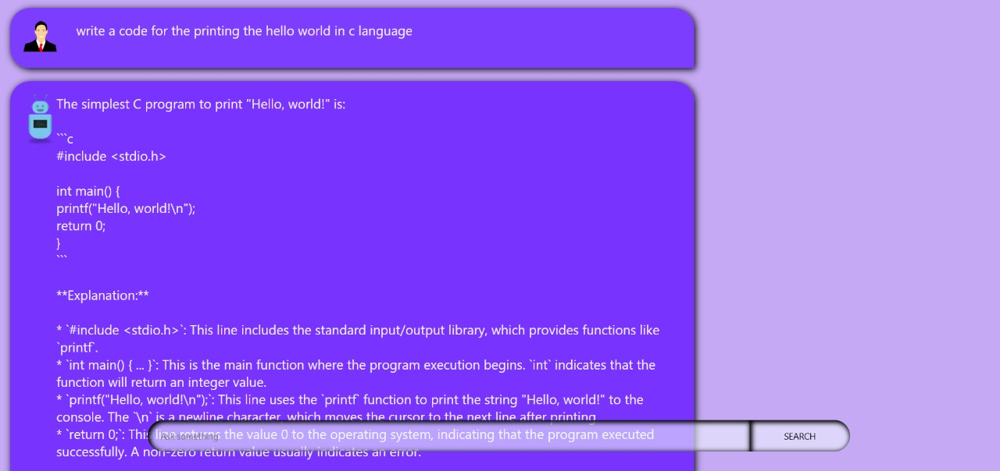 write a code for the printing the hello world in c language
The simplest C program to print "Hello, world!" is:
```c
#include <stdio.h>
int main() {
printf("Hello, world!\n");
return 0;
}
```
**Explanation:**
* `#include <stdio.h>`: This line includes the standard input/output library, which provides functions like
`printf`.
* `int main() { ... }`: This is the main function where the program execution begins. `int` indicates that the
function will return an integer value.
* `printf("Hello, world!\n");`: This line uses the `printf` function to print the string "Hello, world!" to the
console. The `\n` is a newline character, which moves the cursor to the next line after printing.
* `return 0;`: This line returns the value 0 to the operating system, indicating that the program executed
successfully. A non-zero return value usually indicates an error.
Ask something
SEARCH